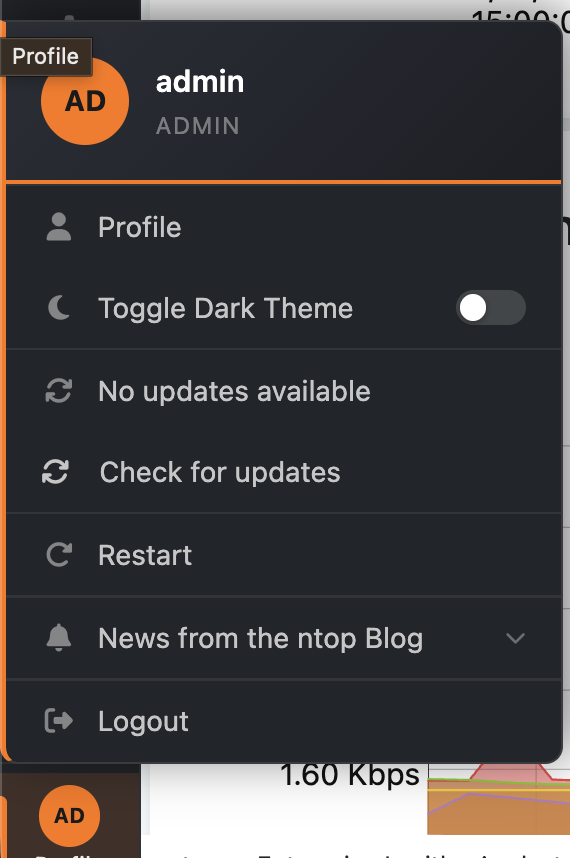 Profile
AD
admin
ADMIN
Profile
Toggle Dark Theme
No updates available
Check for updates
Restart
News from the ntop Blog
Logout
1.60 Kbps
AD